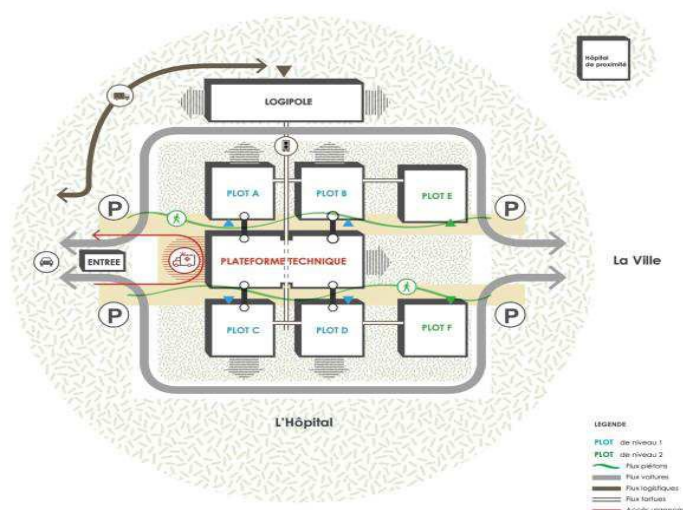 Hôpital
de proximité
LOGIPOLE
PLOT A
PLOT B
PLOT E
P
P
PLATEFORME TECHNIQUE
ENTREE
La Ville
P
P
PLOT C
PLOT D
PLOT F
L'Hôpital
LEGENDE
PLOT de niveau 1
PLOT de niveau 2
Flux piétons
Flux voitures
Flux logistiques
Flux tortues